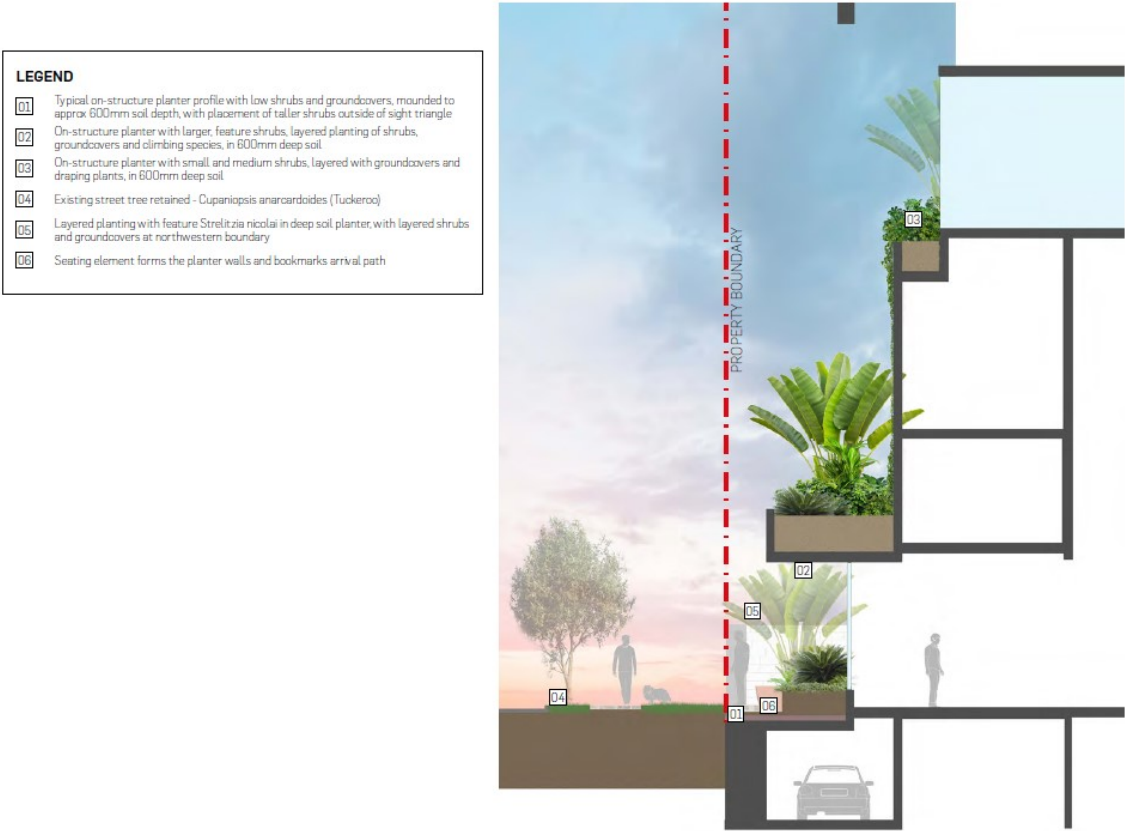 LEGEND
01 Typical on-structure planter profile with low shrubs and groundcovers, mounded to
approx 600mm soil depth, with placement of taller shrubs outside of sight triangle
02 On-structure planter with larger, feature shrubs, layered planting of shrubs,
groundcovers and climbing species, in 600mm deep soil
03 On-structure planter with small and medium shrubs, layered with groundcovers and
draping plants, in 600mm deep soil
04 Existing street tree retained - Cupaniopsis anarcardoides (Tuckeroo)
05 Layered planting with feature Strelitzia nicolai in deep soil planter, with layered shrubs
and groundcovers at northwestern boundary
06 Seating element forms the planter walls and bookmarks arrival path
03
PROPERTY BOUNDARY
02
05
04
06
01